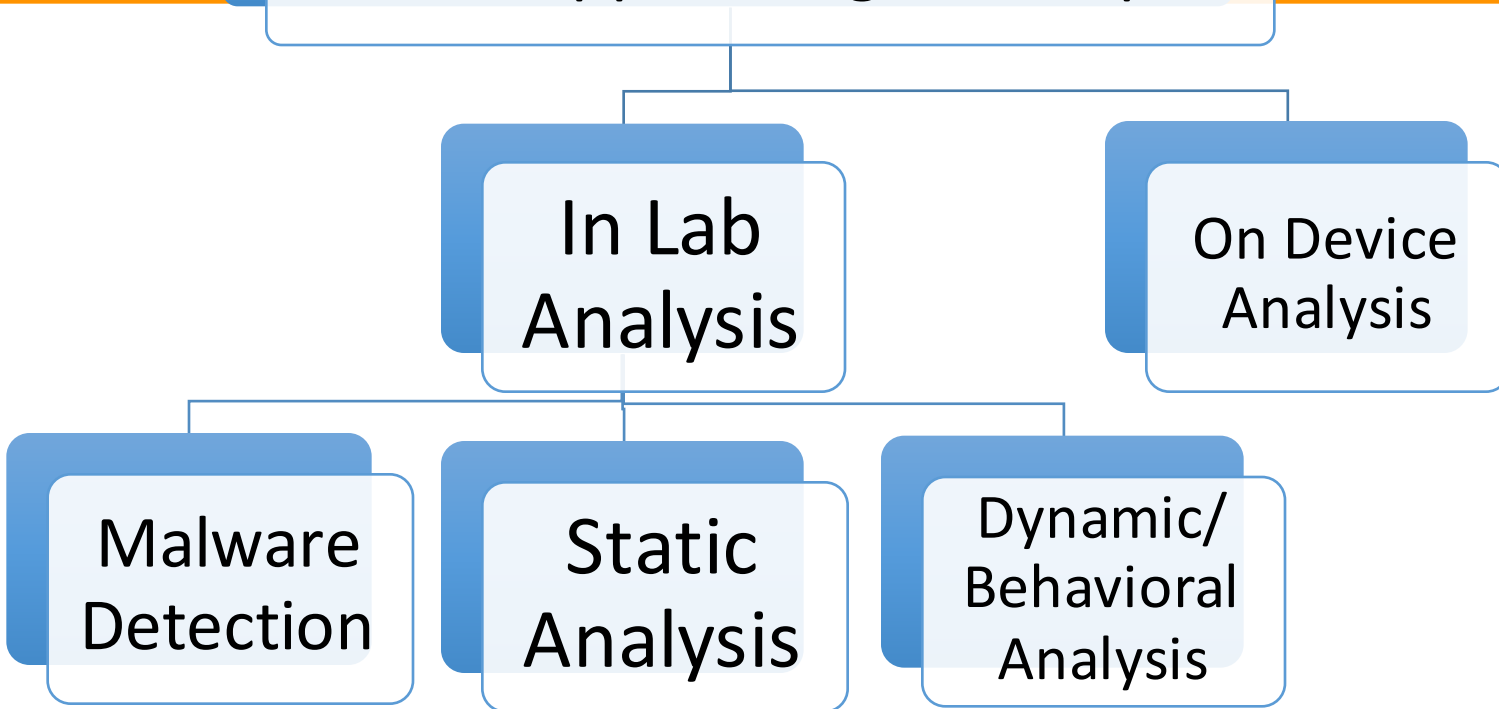 In Lab
Analysis
On Device
Analysis
Malware
Detection
Static
Analysis
Dynamic/
Behavioral
Analysis